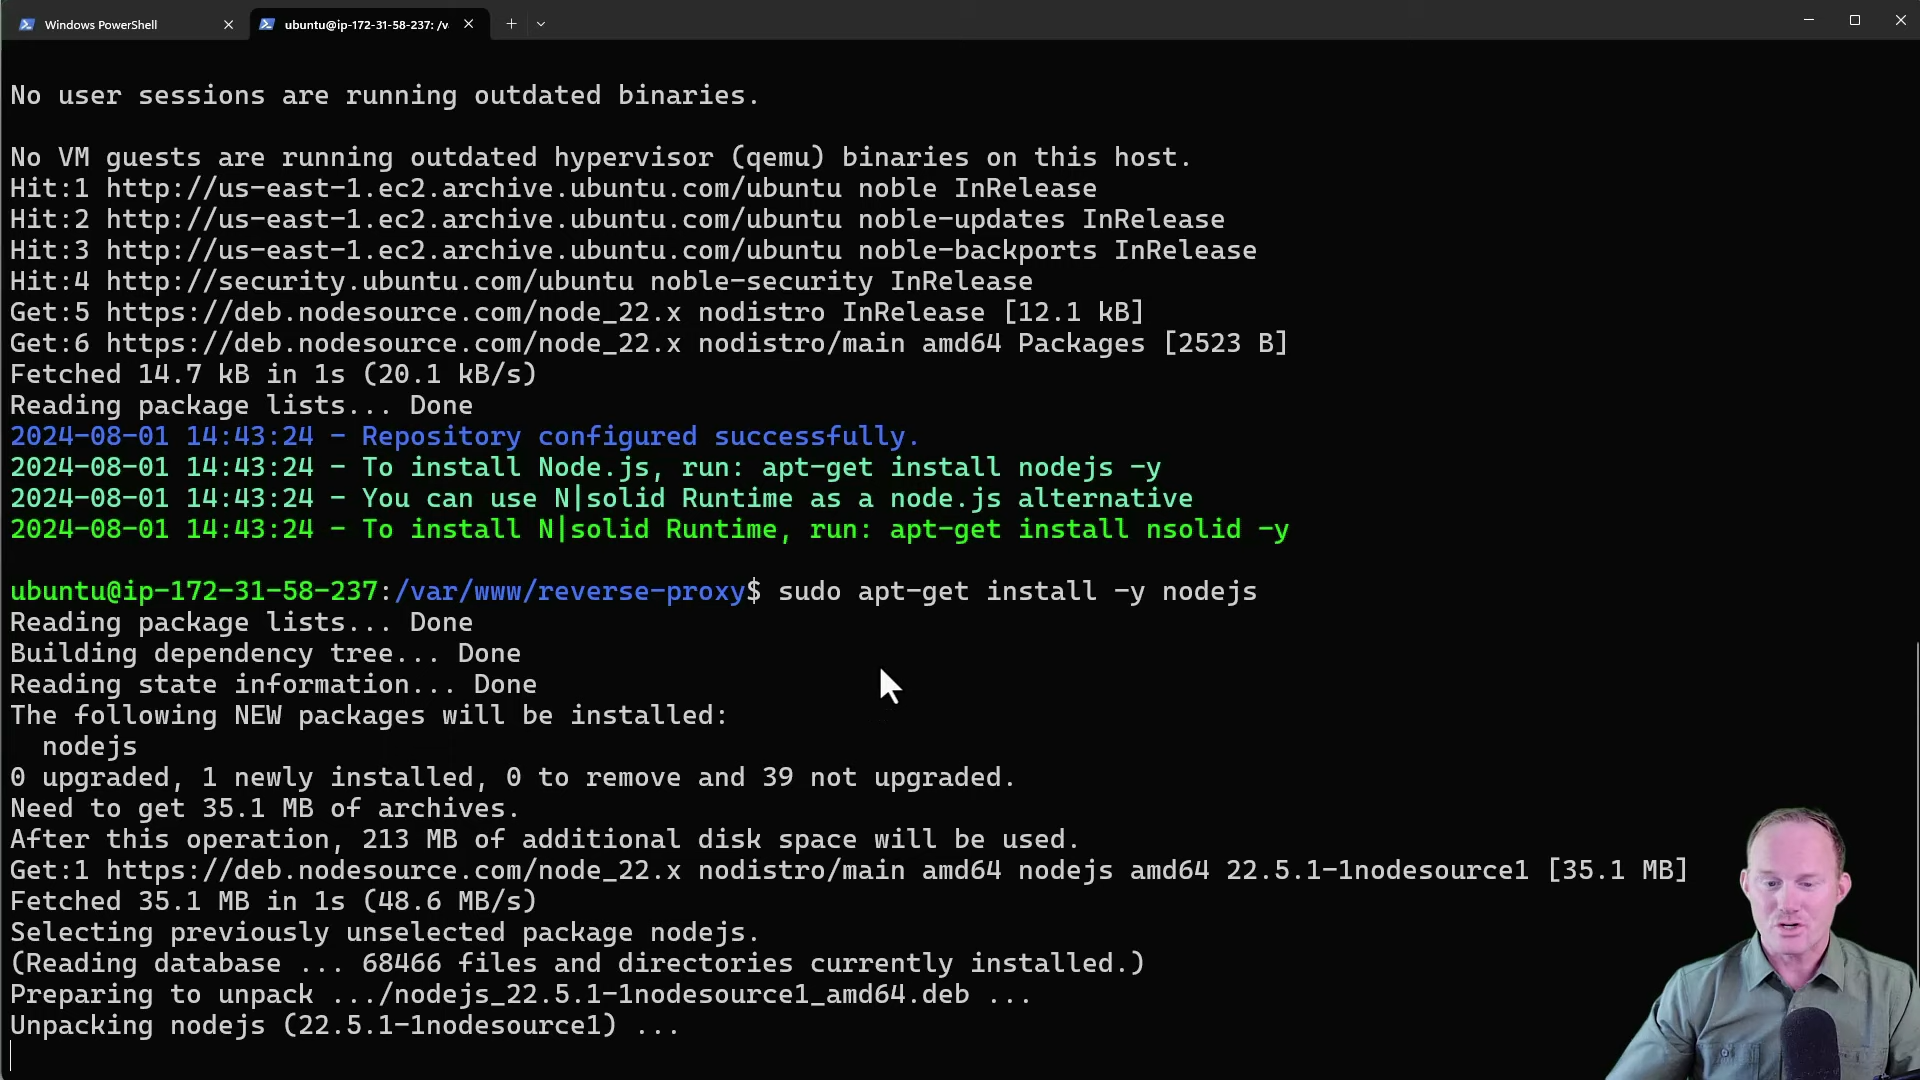 Windows PowerShell
ubuntu@ip-172-31-58-237: /v
No user sessions are running outdated binaries.
No VM guests are running outdated hypervisor (qemu) binaries on this host.
Hit:1 http://us-east-1.ec2.archive.ubuntu.com/ubuntu noble InRelease
Hit:2 http://us-east-1.ec2.archive.ubuntu.com/ubuntu noble-updates InRelease
Hit:3 http://us-east-1.ec2.archive.ubuntu.com/ubuntu noble-backports InRelease
Hit:4 http://security.ubuntu.com/ubuntu noble-security InRelease
Get:5 https://deb.nodesource.com/node_22.x nodistro InRelease [12.1 kB]
Get:6 https://deb.nodesource.com/node_22.x nodistro/main amd64 Packages [2523 B]
Fetched 14.7 kB in 1s (20.1 kB/s)
Reading package lists... Done
2024-08-01 14:43:24 - Repository configured successfully.
2024-08-01 14:43:24 - To install Node.js, run: apt-get install nodejs -y
2024-08-01 14:43:24 - You can use N|solid Runtime as a node.js alternative
2024-08-01 14:43:24 - To install N|solid Runtime, run: apt-get install nsolid -y
ubuntu@ip-172-31-58-237:/var/www/reverse-proxy$ sudo apt-get install -y nodejs
Reading package lists... Done
Building dependency tree... Done
Reading state information... Done
The following NEW packages will be installed:
nodejs
0 upgraded, 1 newly installed, 0 to remove and 39 not upgraded.
Need to get 35.1 MB of archives.
After this operation, 213 MB of additional disk space will be used.
Get:1 https://deb.nodesource.com/node_22.x nodistro/main amd64 nodejs amd64 22.5.1-1nodesource1 [35.1 MB]
Fetched 35.1 MB in 1s (48.6 MB/s)
Selecting previously unselected package nodejs.
(Reading database ... 68466 files and directories currently installed.)
Preparing to unpack .../nodejs_22.5.1-1nodesource1_amd64.deb ...
Unpacking nodejs (22.5.1-1nodesource1) ...